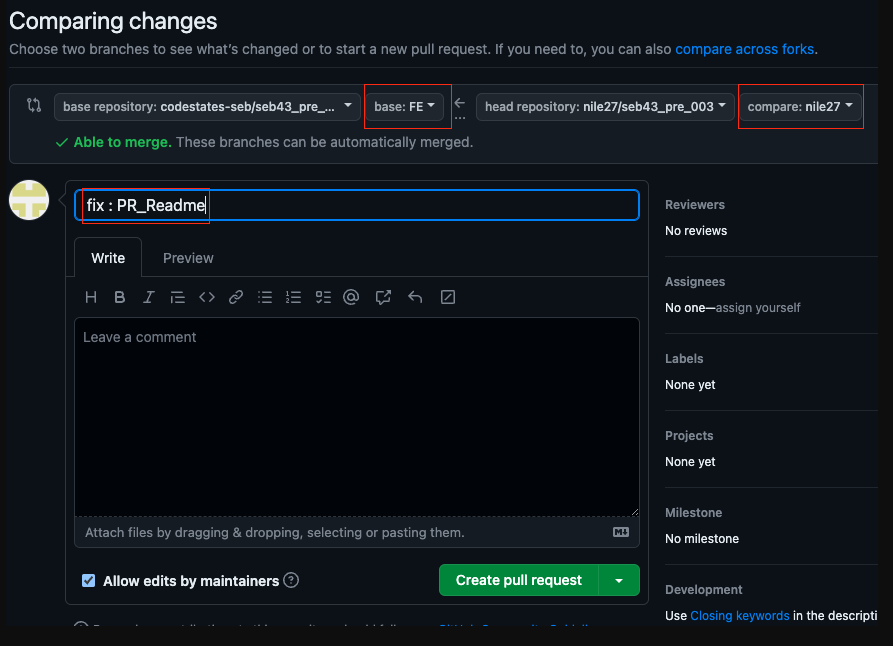 Comparing changes
Choose two branches to see what's changed or to start a new pull request. If you need to, you can also compare across forks.
base repository: codestates-seb/seb43_pre_... base: FE head repository: nile27/seb43_pre_003 compare: nile27
Able to merge. These branches can be automatically merged.
fix : PR_Readme
Reviewers
No reviews
Write Preview
Assignees
No one—assign yourself
Leave a comment
Labels
None yet
Projects
None yet
Milestone
No milestone
Attach files by dragging & dropping, selecting or pasting them.
Allow edits by maintainers
Create pull request
Development
Use Closing keywords in the descripti